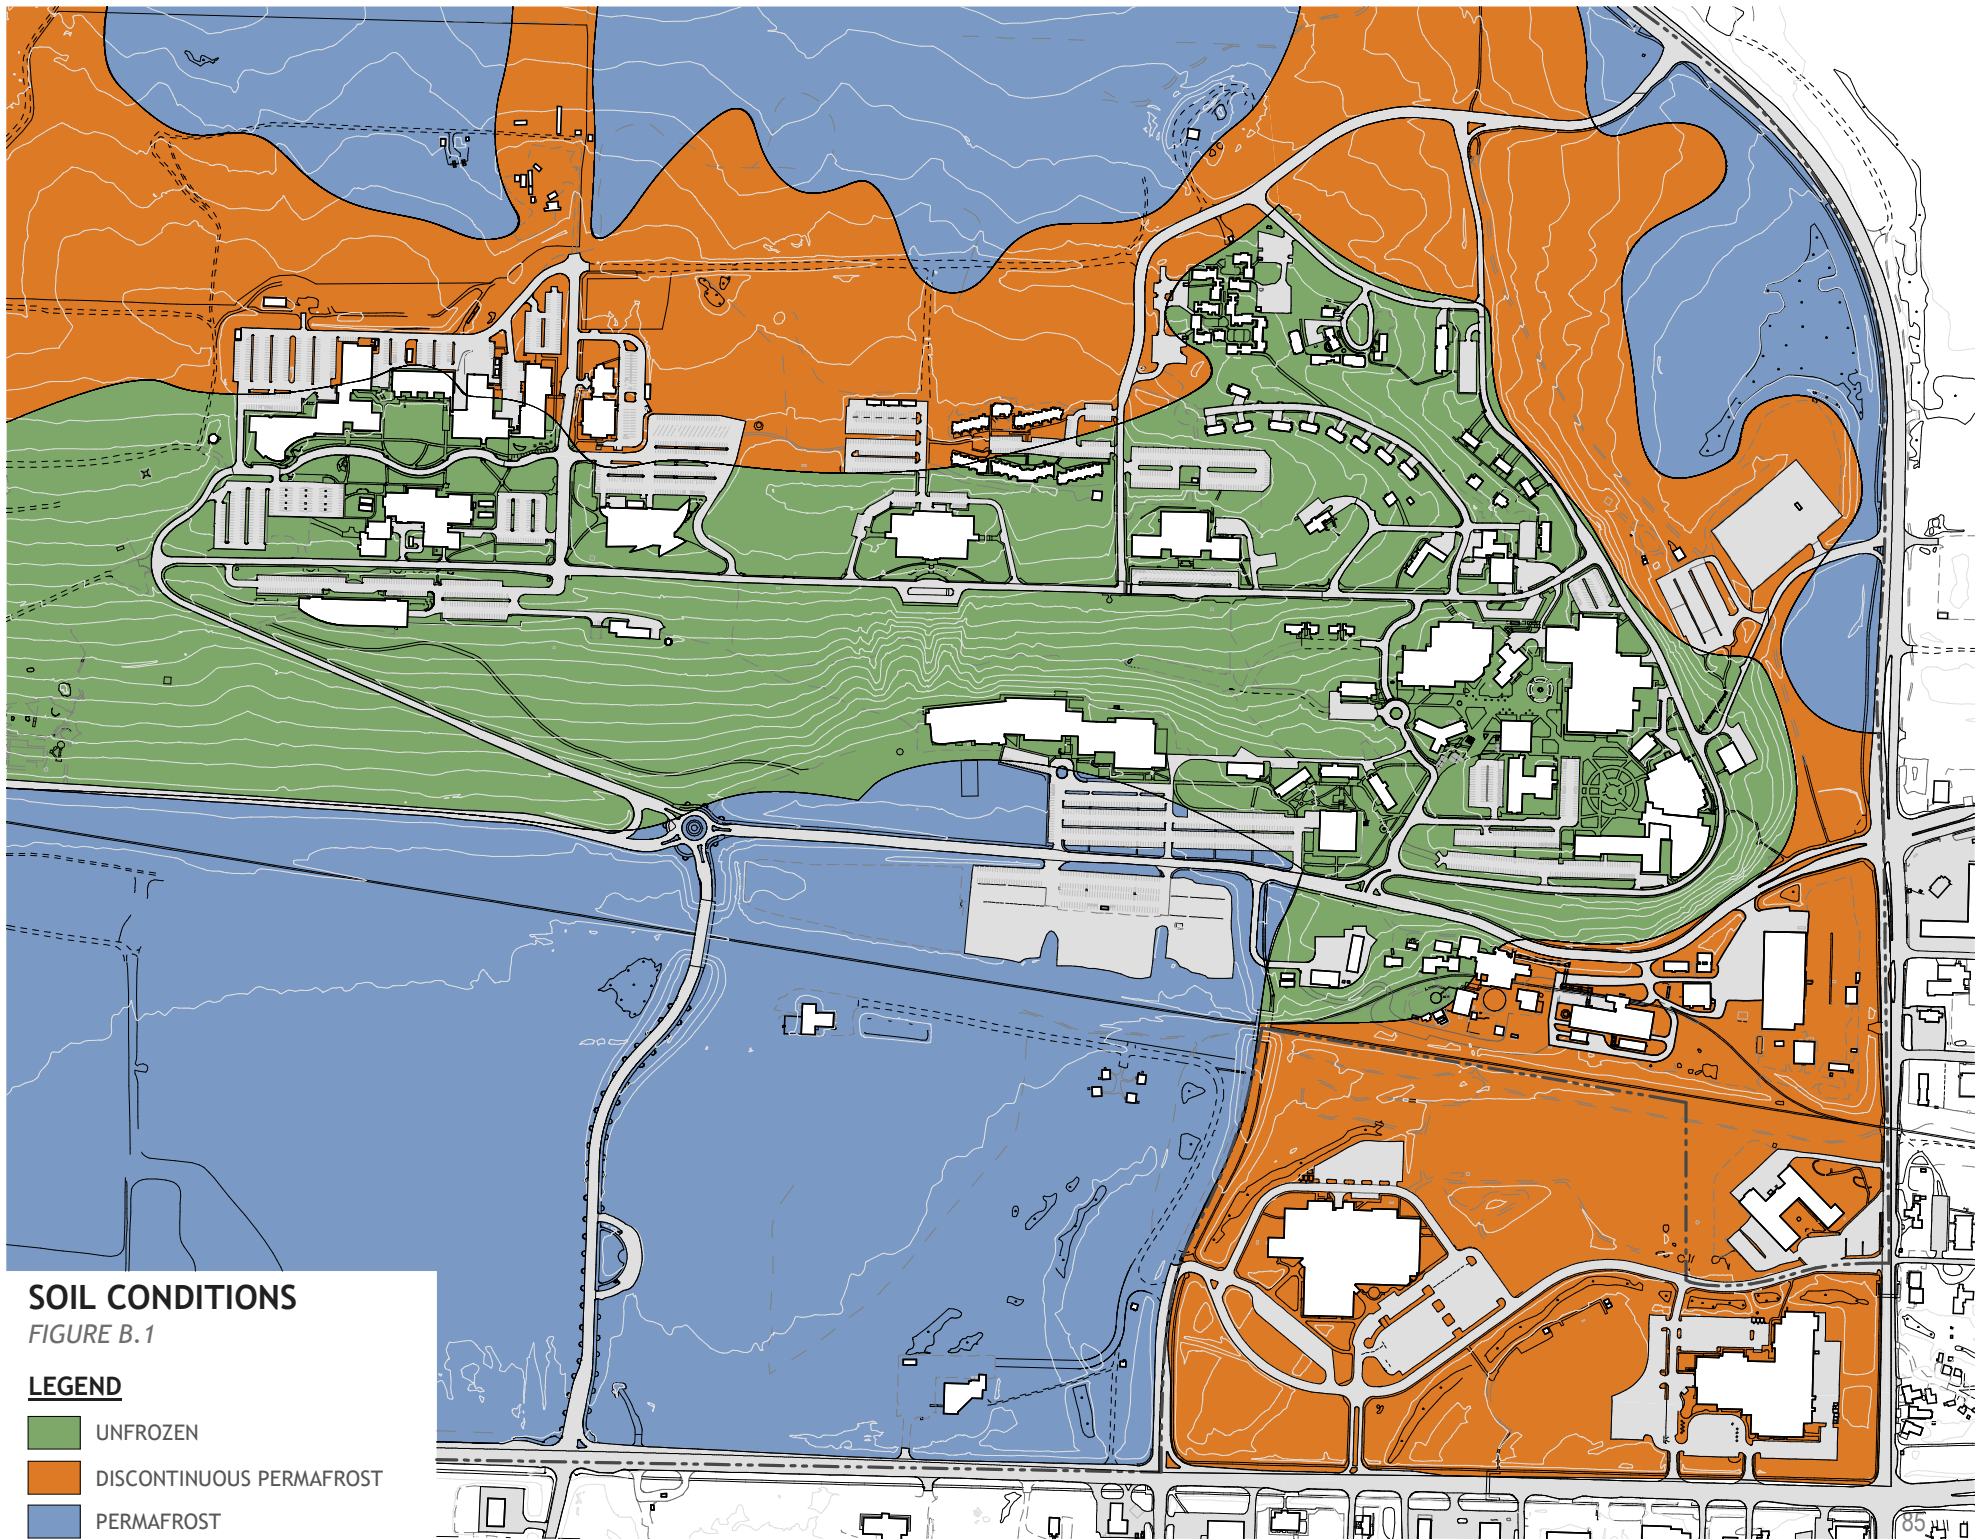 SOIL CONDITIONS
FIGURE B.1
LEGEND
UNFROZEN
DISCONTINUOUS PERMAFROST
PERMAFROST
85